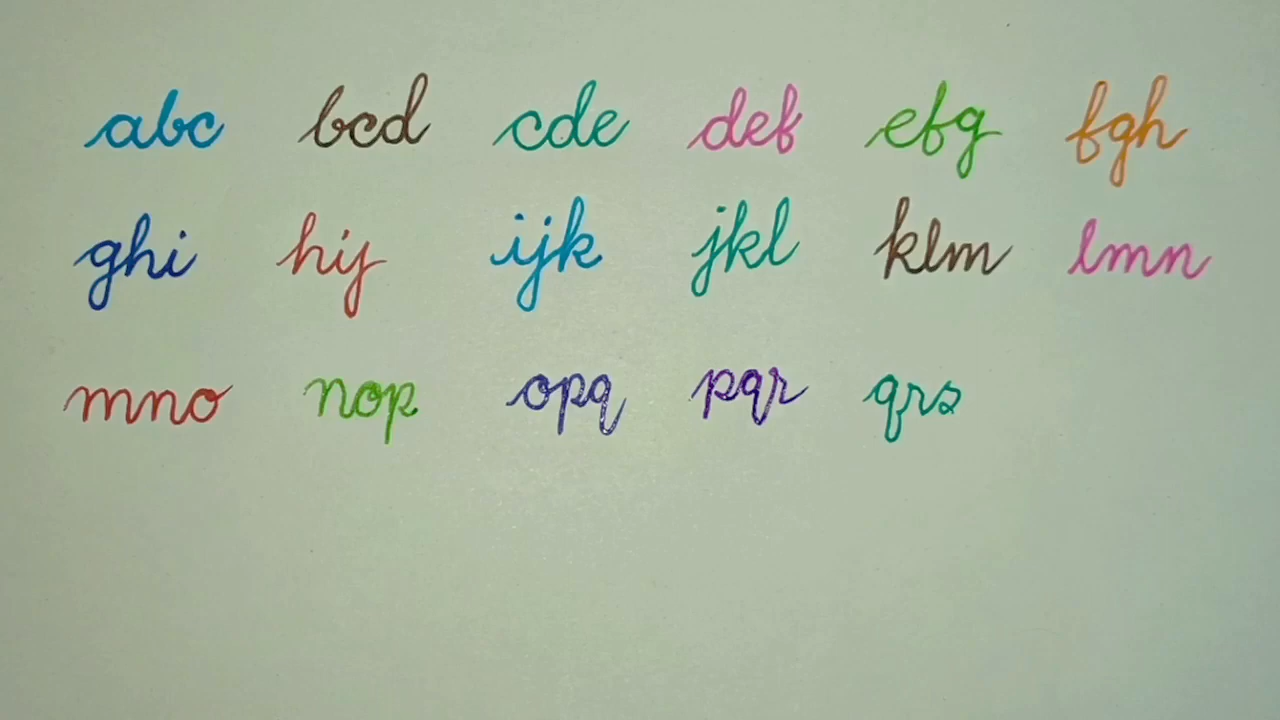 abc bcd cde def efg fgh
ghi hij ijk jkl klm lmn
mno nop opq pqr qrs